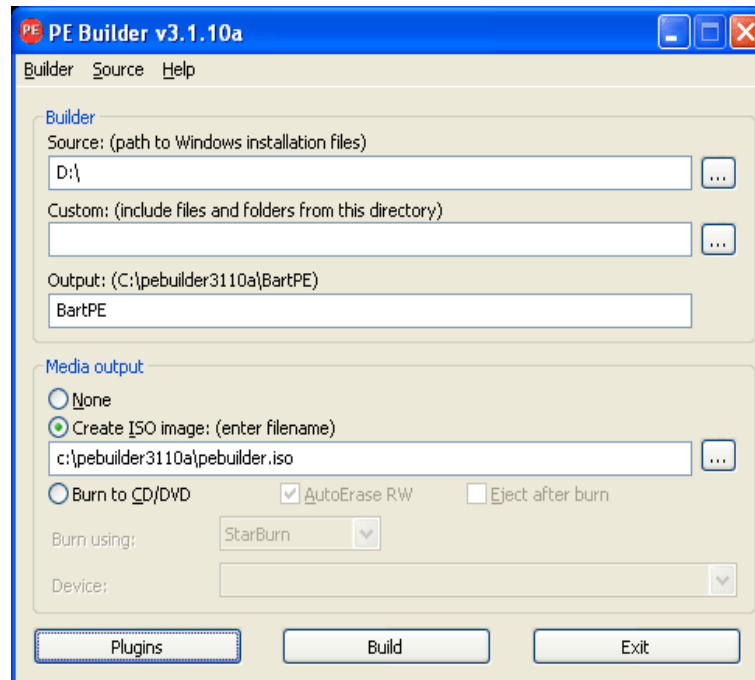 PE PE Builder v3.1.10a
Builder Source Help
Builder
Source: (path to Windows installation files)
D:\
...
Custom: (include files and folders from this directory)
...
Output: (C:\pebuilder3110a\BartPE)
BartPE
Media output
None
Create ISO image: (enter filename)
c:\pebuilder3110a\pebuilder.iso
...
Burn to CD/DVD AutoErase RW Eject after burn
Burn using: StarBurn
Device:
Plugins Build Exit